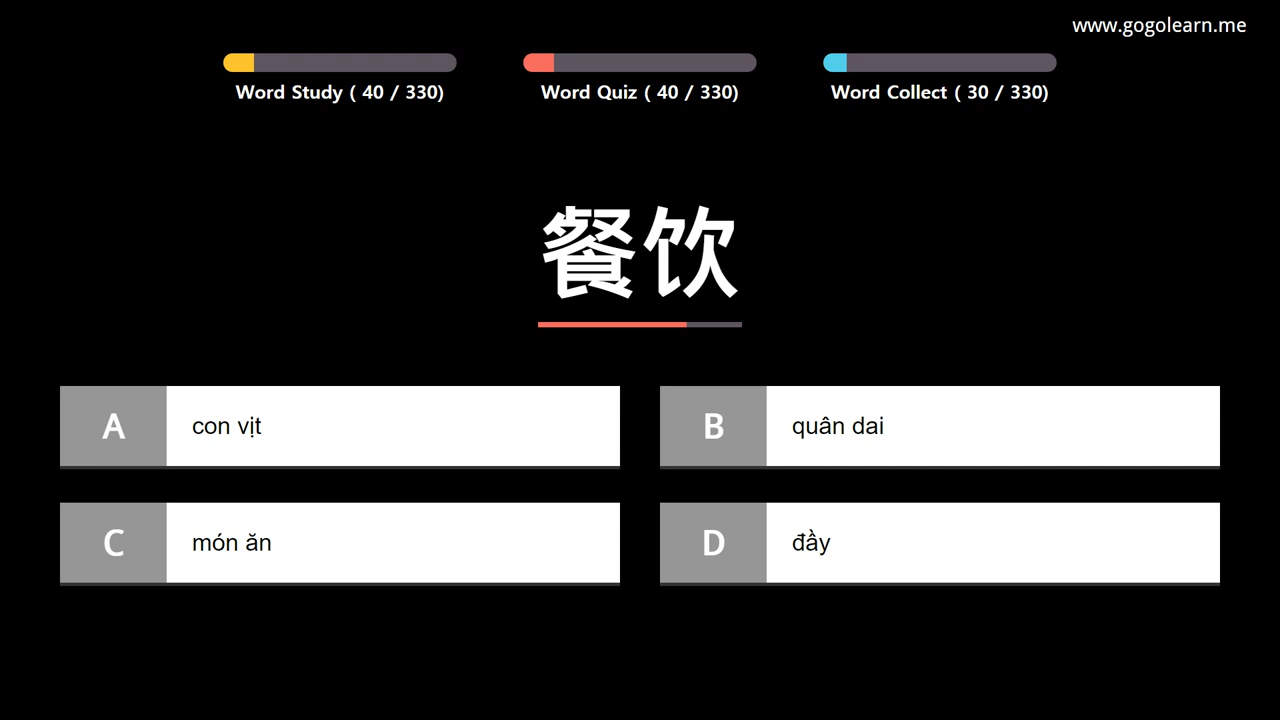 www.gogolearn.me
Word Study ( 40 / 330)
Word Quiz ( 40 / 330)
Word Collect ( 30 / 330)
餐饮
A con vịt
B quân dai
C món ăn
D đầy